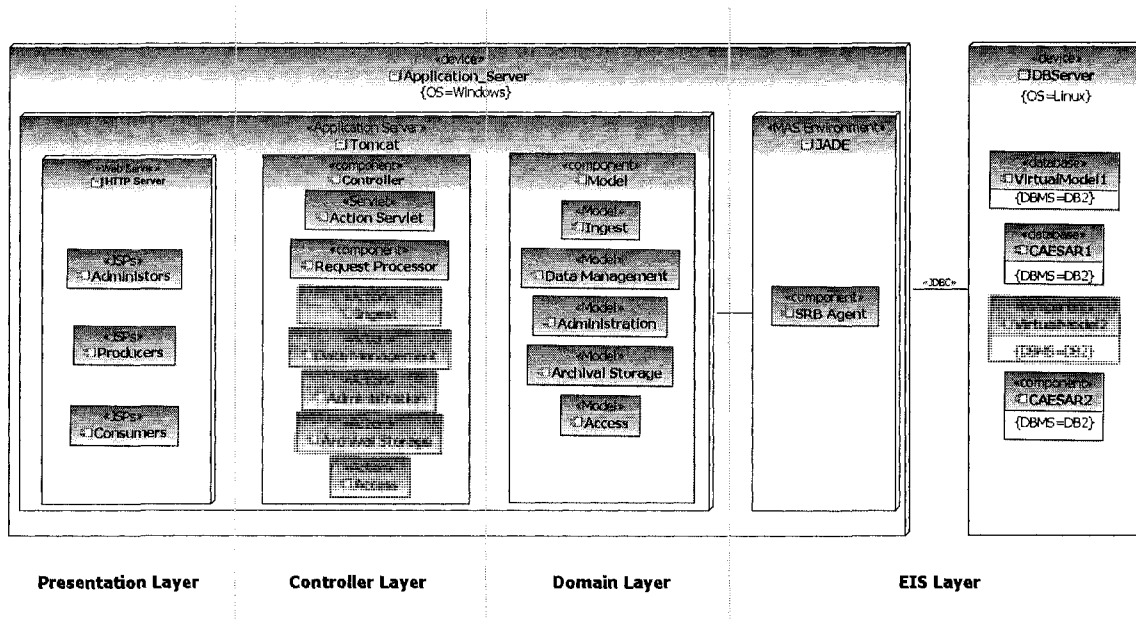 «device»
Application_Server
{OS=Windows}
«Application Server»
Tomcat
«Web Server»
HTTP Server
«JSPs»
Administors
«JSPs»
Producers
«JSPs»
Consumers
«component»
Controller
«Servlet»
Action Servlet
«component»
Request Processor
Ingest
Data Management
Administration
Archival Storage
Access
«component»
Model
«Model»
Ingest
«Model»
Data Management
«Model»
Administration
«Model»
Archival Storage
«Model»
Access
«MAS Environment»
JADE
«component»
SRB Agent
«JDBC»
«device»
DBServer
{OS=Linux}
«database»
VirtualModel1
{DBMS=DB2}
«database»
CAESAR1
{DBMS=DB2}
VirtualModel2
{DBMS=DB2}
«component»
CAESAR2
{DBMS=DB2}
Presentation Layer
Controller Layer
Domain Layer
EIS Layer